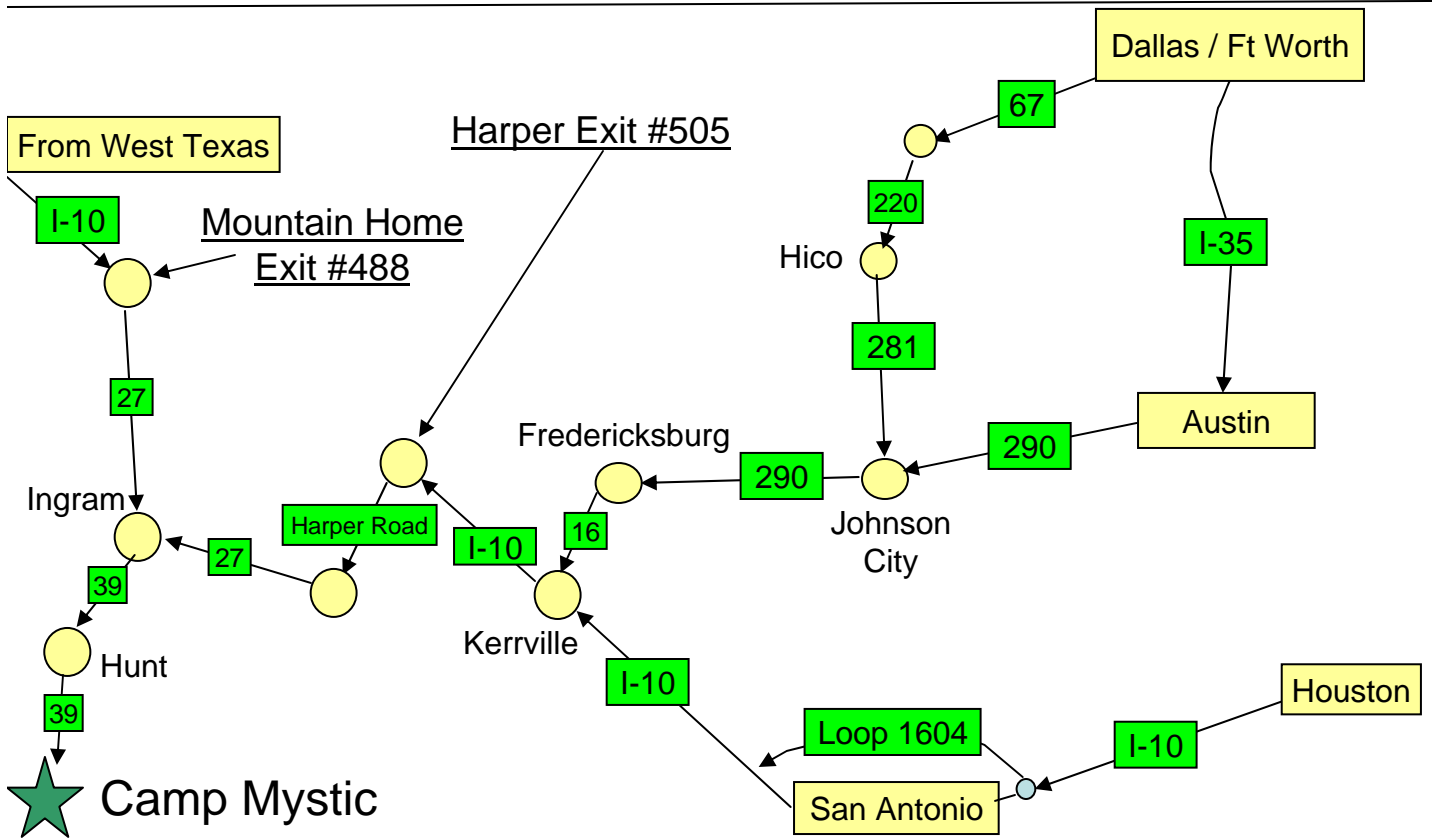 Dallas / Ft Worth
67
From West Texas
Harper Exit #505
I-10
220
Mountain Home
Exit #488
Hico
I-35
281
27
Fredericksburg
Austin
290
290
Ingram
Harper Road
16
I-10
Johnson
City
27
39
Kerrville
Hunt
I-10
Houston
39
Loop 1604
I-10
Camp Mystic
San Antonio